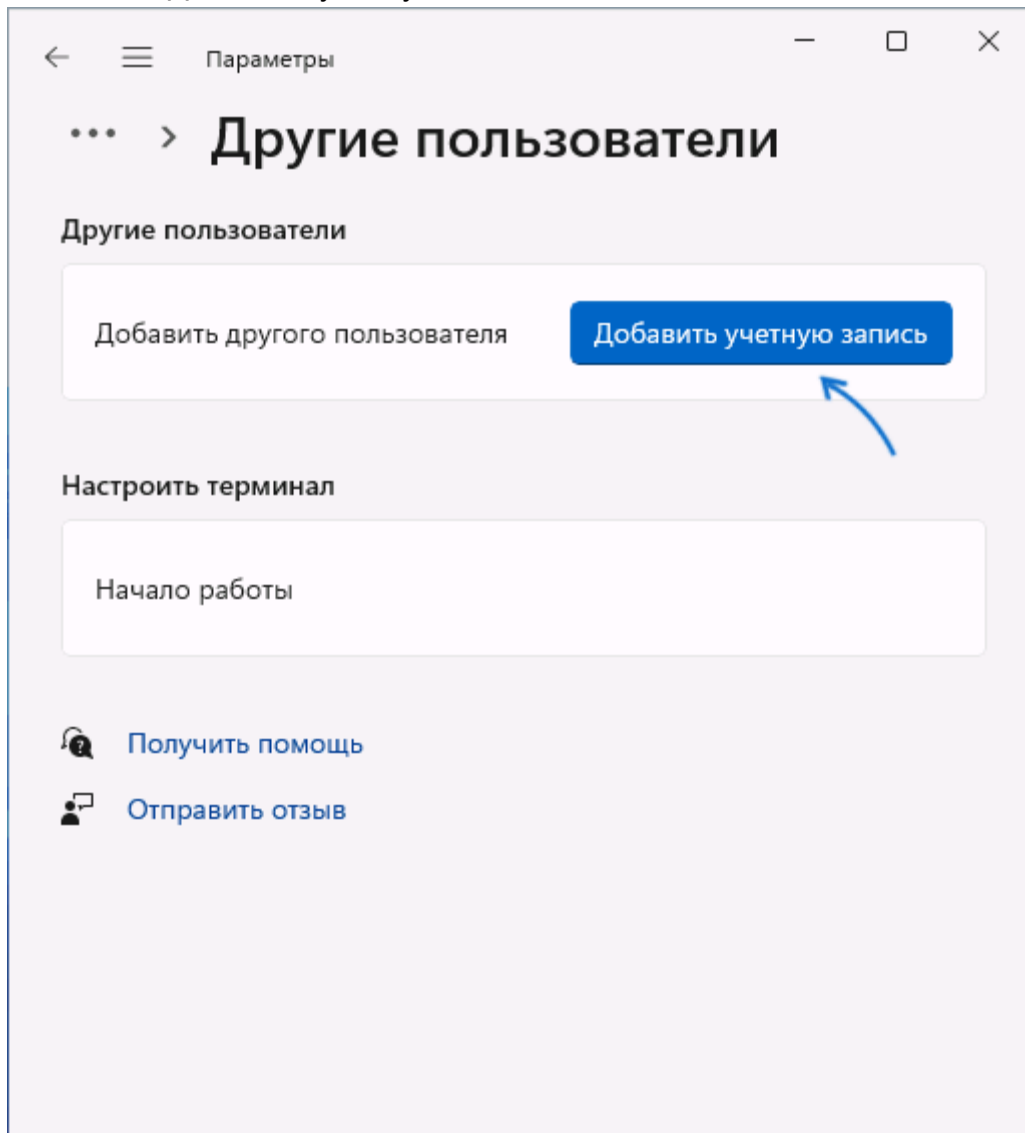 Параметры
Другие пользователи
Другие пользователи
Добавить другого пользователя
Добавить учетную запись
Настроить терминал
Начало работы
Получить помощь
Отправить отзыв